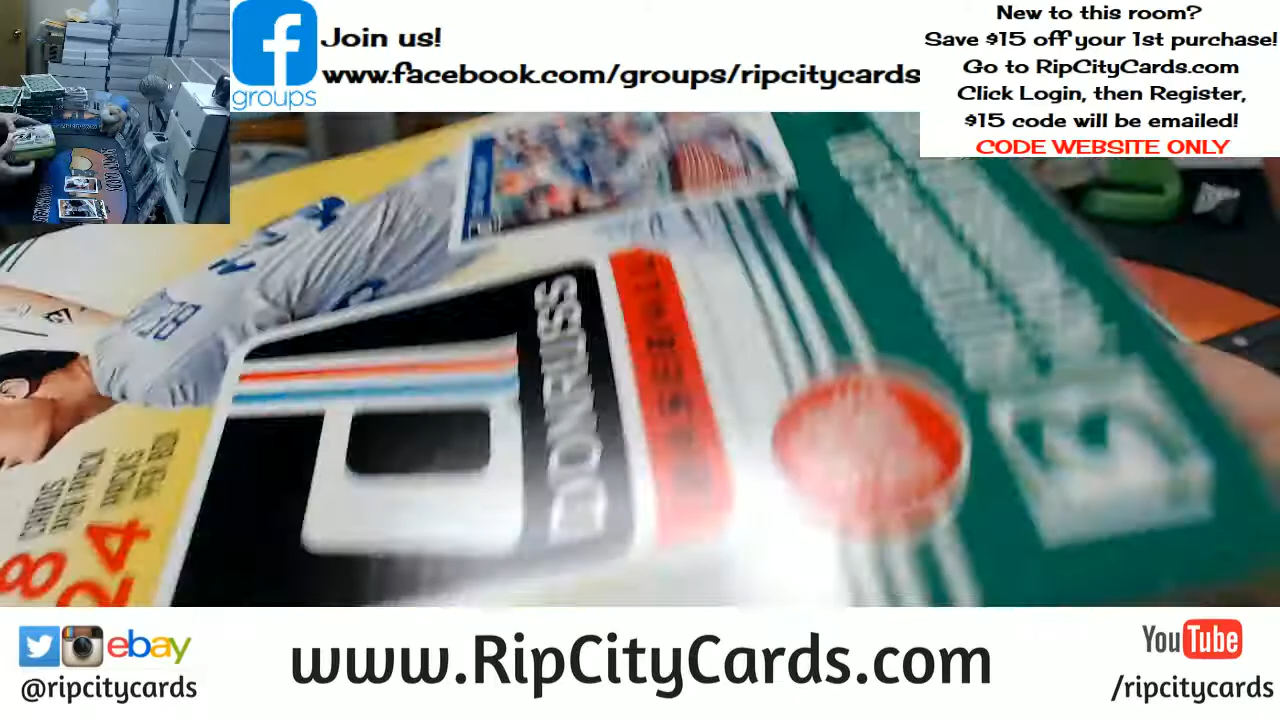 groups
Join us!
www.facebook.com/groups/ripcitycards
New to this room?
Save $15 off your 1st purchase!
Go to RipCityCards.com
Click Login, then Register,
$15 code will be emailed!
CODE WEBSITE ONLY
DONRUSS
8
24
ebay
@ripcitycards
www.RipCityCards.com
YouTube
/ripcitycards